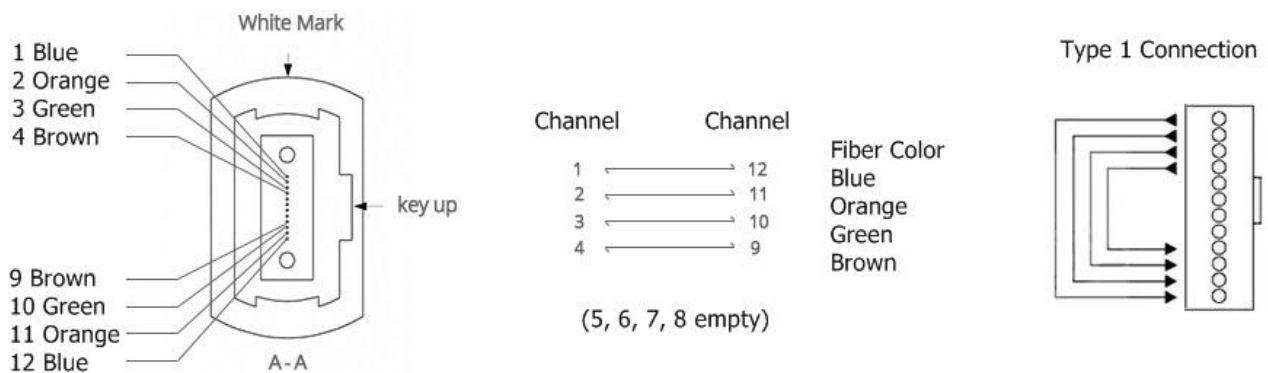 White Mark
1 Blue
2 Orange
3 Green
4 Brown
key up
9 Brown
10 Green
11 Orange
12 Blue
A-A
Channel Channel
1 12
2 11
3 10
4 9
(5, 6, 7, 8 empty)
Fiber Color
Blue
Orange
Green
Brown
Type 1 Connection